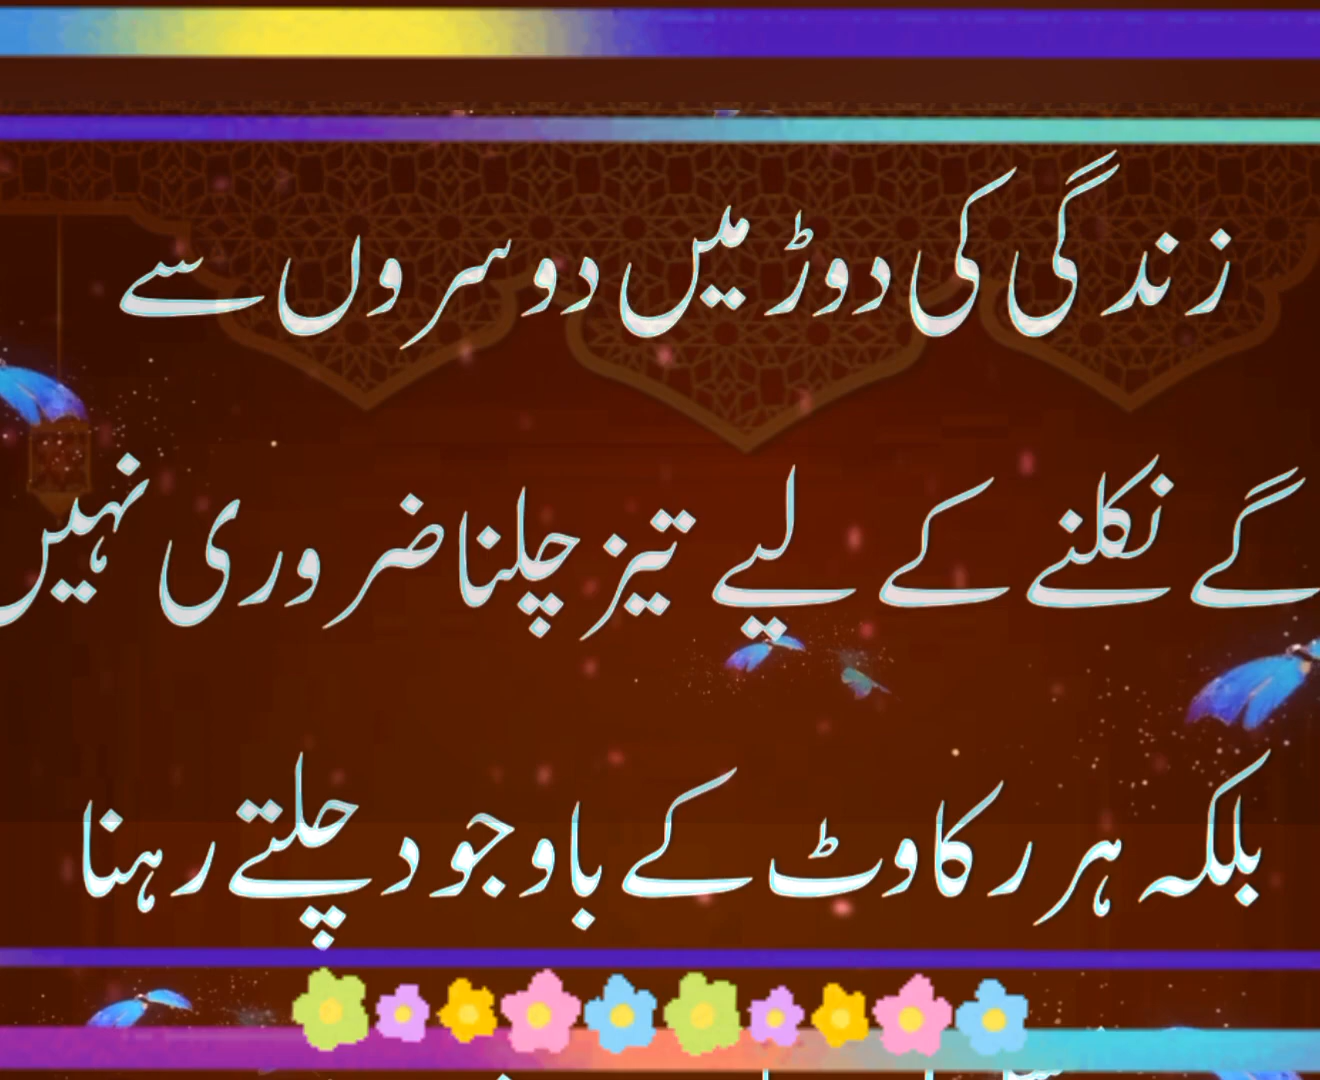 زندگی کی دوڑ میں دوسروں سے
گے نکلنے کے لیے تیز چلنا ضروری نہیں
بلکہ ہر رکاوٹ کے باوجود چلتے رہنا